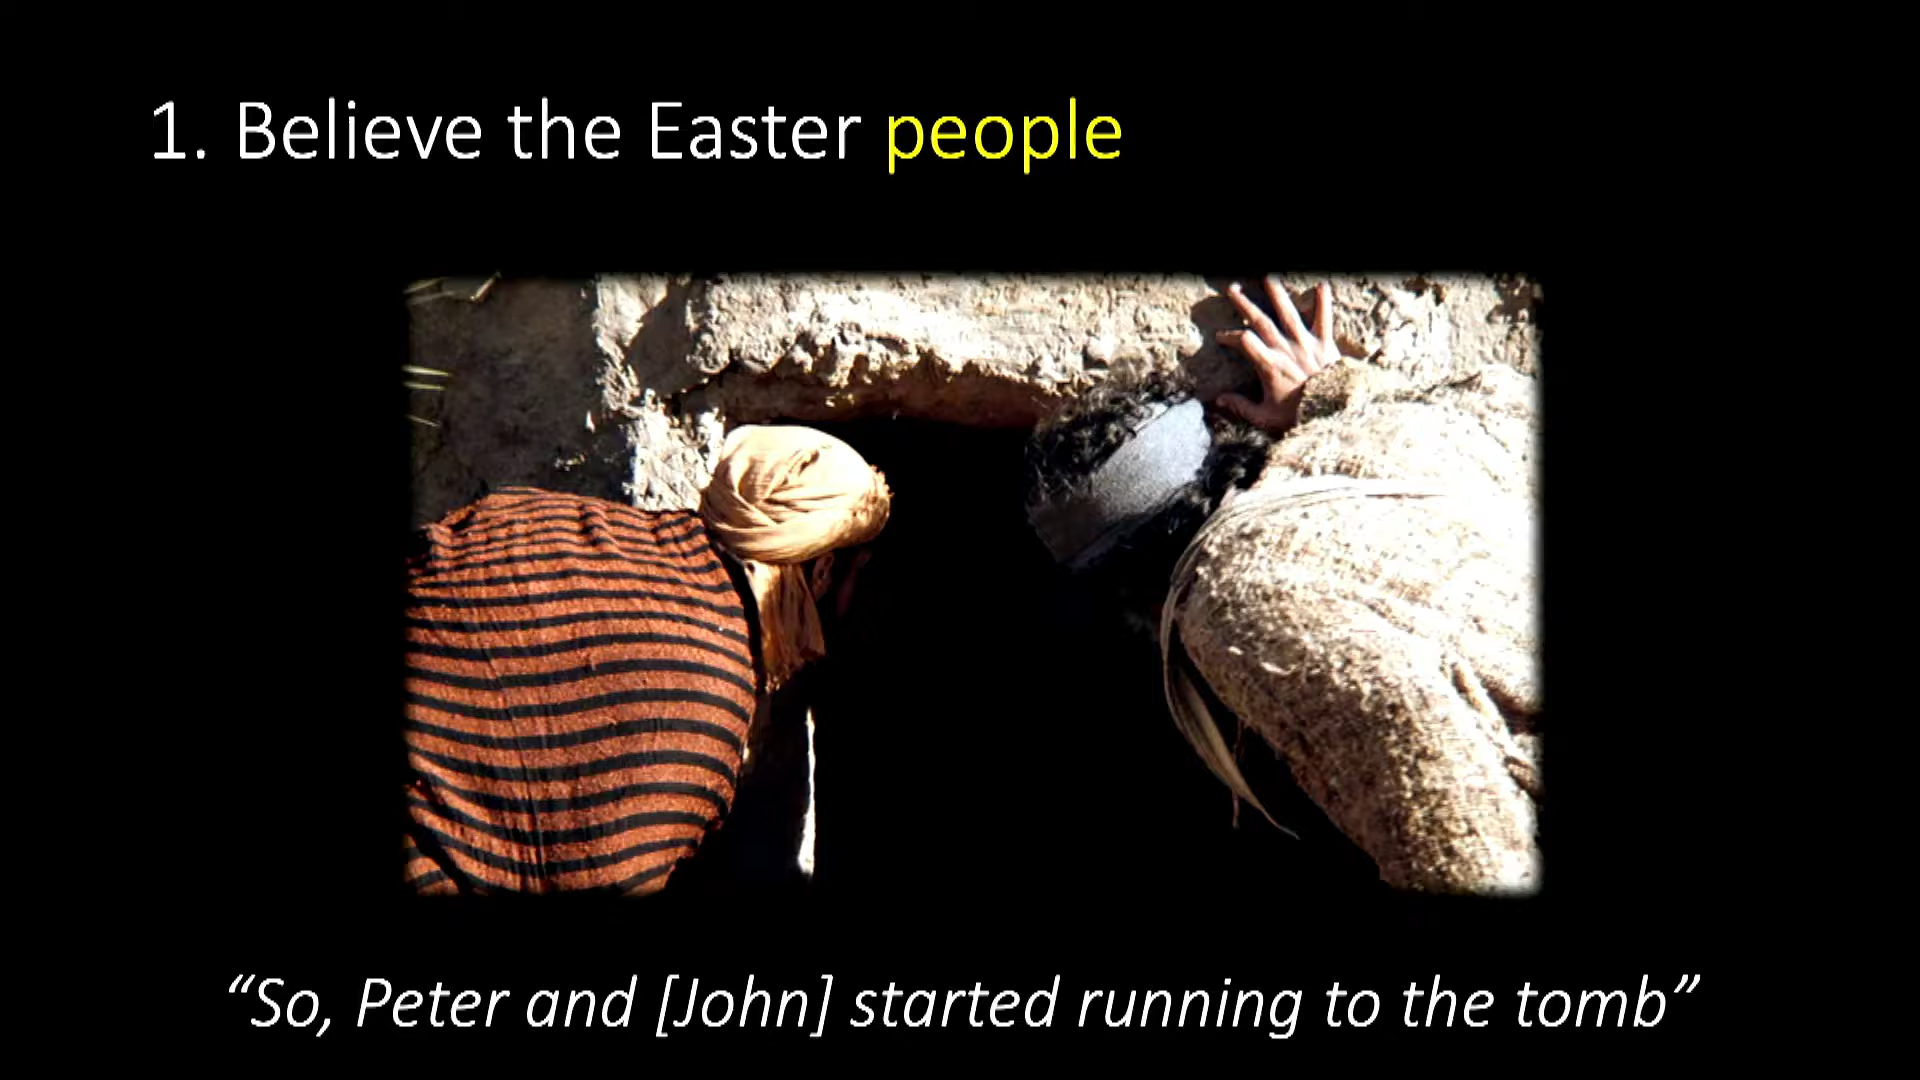 1. Believe the Easter people
“So, Peter and [John] started running to the tomb”